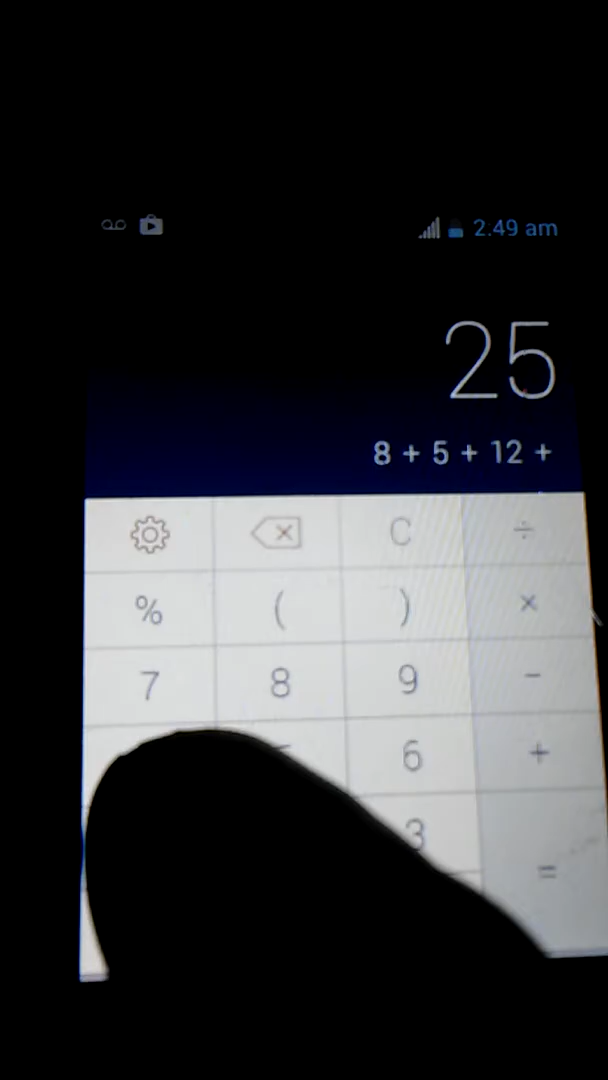 2.49 am
25
8 + 5 + 12 +
C ÷
% ( ) ×
7 8 9 -
6 +
3
=